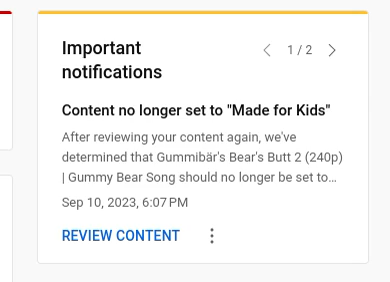 Important
notifications
1 / 2
Content no longer set to "Made for Kids"
After reviewing your content again, we've
determined that Gummibär's Bear's Butt 2 (240p)
| Gummy Bear Song should no longer be set to...
Sep 10, 2023, 6:07 PM
REVIEW CONTENT